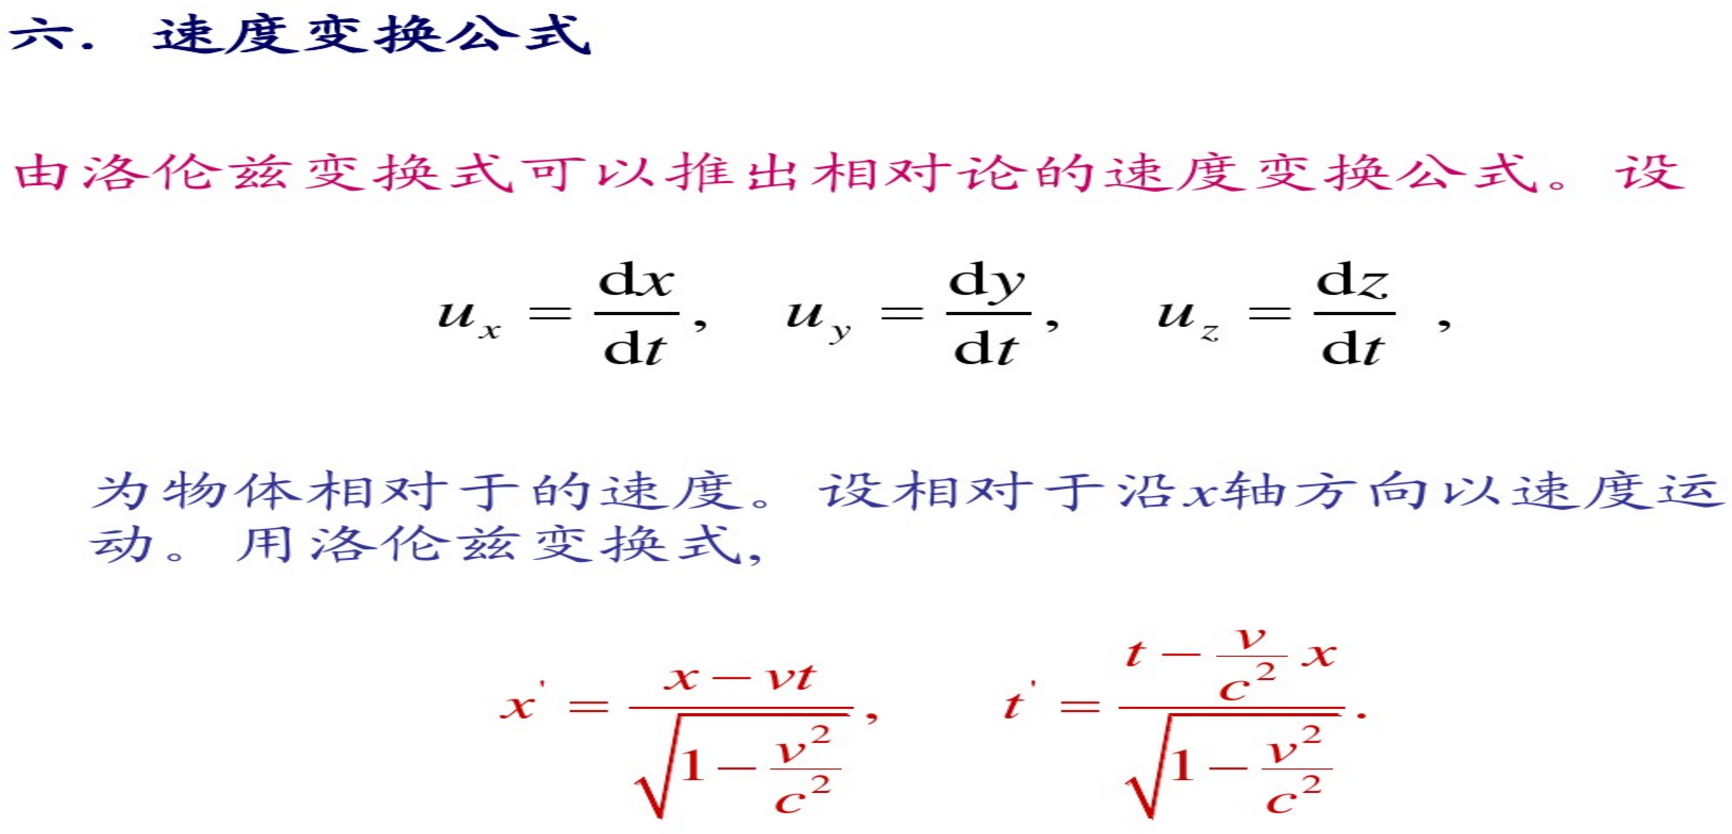 六. 速度变换公式
由洛伦兹变换式可以推出相对论的速度变换公式。设
u_x = dx/dt, u_y = dy/dt, u_z = dz/dt ,
为物体相对于的速度。设相对于沿x轴方向以速度运
动。用洛伦兹变换式,
x' = (x − vt)/√(1 − v²/c²), t' = (t − (v/c²)x)/√(1 − v²/c²).